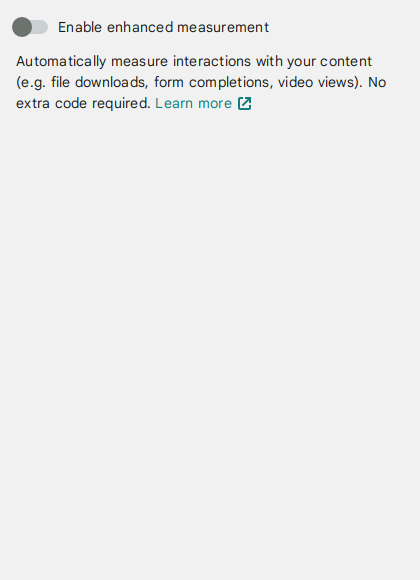 Enable enhanced measurement
Automatically measure interactions with your content
(e.g. file downloads, form completions, video views). No
extra code required. Learn more